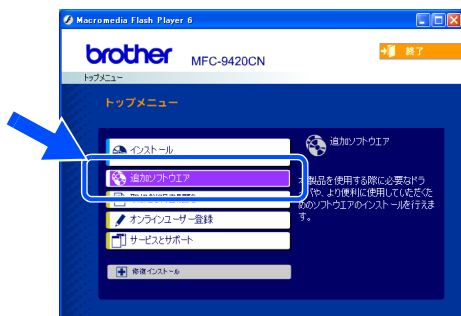 Macromedia Flash Player 6
brother
MFC-9420CN
終了
トップメニュー
トップメニュー
インストール
追加ソフトウエア
オンラインユーザー登録
サービスとサポート
修復インストール
追加ソフトウエア
本製品を使用する際に必要なドラ
イバや、より便利に使用していただくた
めのソフトウエアのインストールを行えま
す。